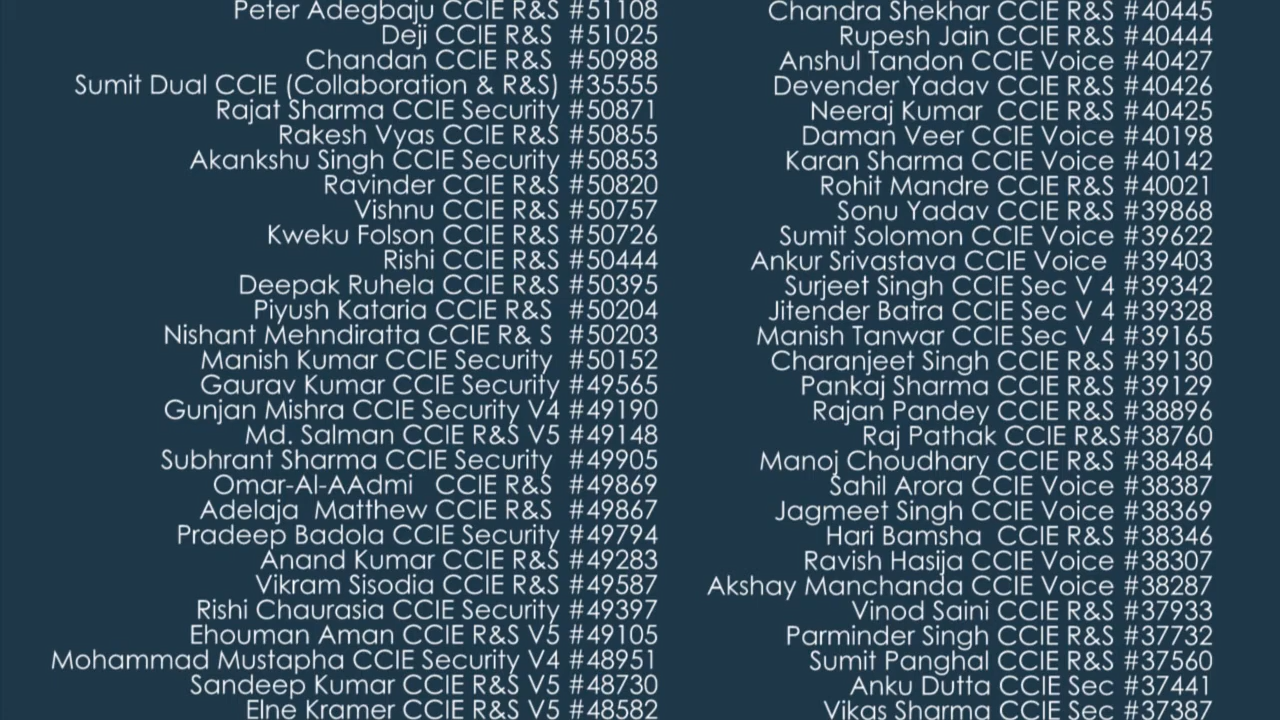 Peter Adegbaju CCIE R&S #51108
Deji CCIE R&S #51025
Chandan CCIE R&S #50988
Sumit Dual CCIE (Collaboration & R&S) #35555
Rajat Sharma CCIE Security #50871
Rakesh Vyas CCIE R&S #50855
Akankshu Singh CCIE Security #50853
Ravinder CCIE R&S #50820
Vishnu CCIE R&S #50757
Kweku Folson CCIE R&S #50726
Rishi CCIE R&S #50444
Deepak Ruhela CCIE R&S #50395
Piyush Kataria CCIE R&S #50204
Nishant Mehndiratta CCIE R& S #50203
Manish Kumar CCIE Security #50152
Gaurav Kumar CCIE Security #49565
Gunjan Mishra CCIE Security V4 #49190
Md. Salman CCIE R&S V5 #49148
Subhrant Sharma CCIE Security #49905
Omar-Al-AAdmi CCIE R&S #49869
Adelaja Matthew CCIE R&S #49867
Pradeep Badola CCIE Security #49794
Anand Kumar CCIE R&S #49283
Vikram Sisodia CCIE R&S #49587
Rishi Chaurasia CCIE Security #49397
Ehouman Aman CCIE R&S V5 #49105
Mohammad Mustapha CCIE Security V4 #48951
Sandeep Kumar CCIE R&S V5 #48730
Elne Kramer CCIE R&S V5 #48582
Chandra Shekhar CCIE R&S #40445
Rupesh Jain CCIE R&S #40444
Anshul Tandon CCIE Voice #40427
Devender Yadav CCIE R&S #40426
Neeraj Kumar CCIE R&S #40425
Daman Veer CCIE Voice #40198
Karan Sharma CCIE Voice #40142
Rohit Mandre CCIE R&S #40021
Sonu Yadav CCIE R&S #39868
Sumit Solomon CCIE Voice #39622
Ankur Srivastava CCIE Voice #39403
Surjeet Singh CCIE Sec V 4 #39342
Jitender Batra CCIE Sec V 4 #39328
Manish Tanwar CCIE Sec V 4 #39165
Charanjeet Singh CCIE R&S #39130
Pankaj Sharma CCIE R&S #39129
Rajan Pandey CCIE R&S #38896
Raj Pathak CCIE R&S#38760
Manoj Choudhary CCIE R&S #38484
Sahil Arora CCIE Voice #38387
Jagmeet Singh CCIE Voice #38369
Hari Bamsha CCIE R&S #38346
Ravish Hasija CCIE Voice #38307
Akshay Manchanda CCIE Voice #38287
Vinod Saini CCIE R&S #37933
Parminder Singh CCIE R&S #37732
Sumit Panghal CCIE R&S #37560
Anku Dutta CCIE Sec #37441
Vikas Sharma CCIE Sec #37387